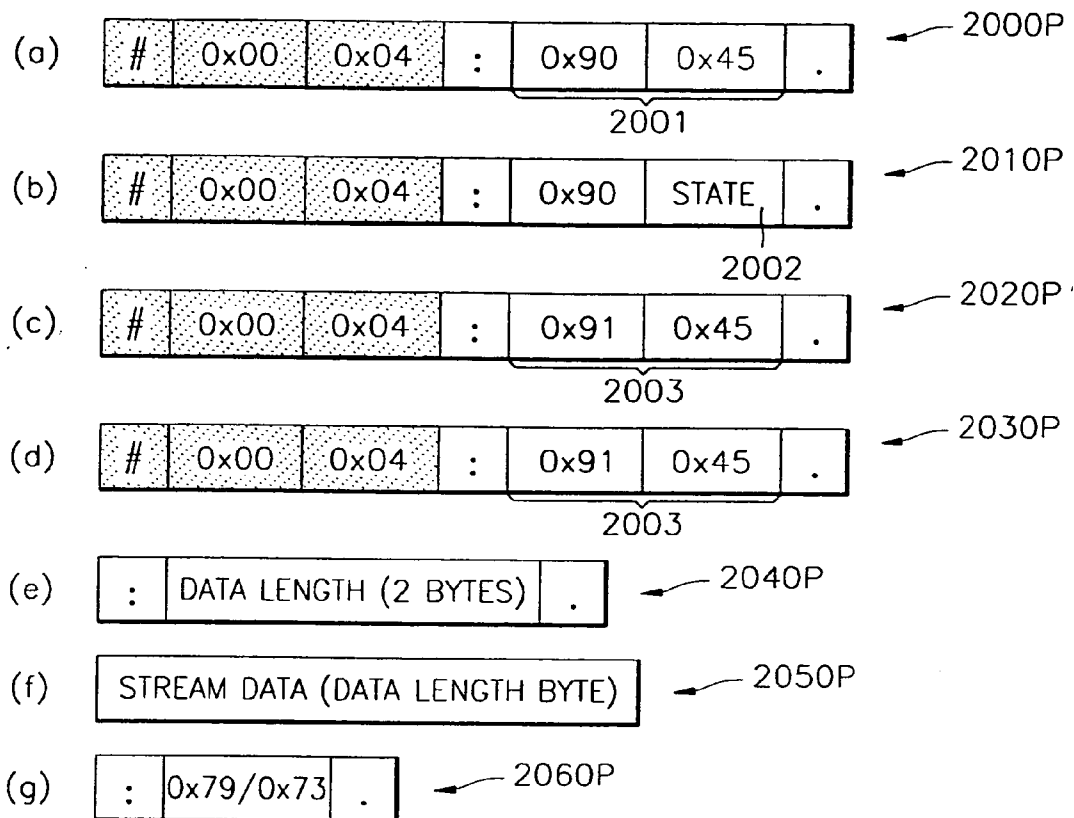 (a) # 0x00 0x04 : 0x90 0x45 . 2000P
2001
(b) # 0x00 0x04 : 0x90 STATE . 2010P
2002
(c) # 0x00 0x04 : 0x91 0x45 . 2020P
2003
(d) # 0x00 0x04 : 0x91 0x45 . 2030P
2003
(e) : DATA LENGTH (2 BYTES) . 2040P
(f) STREAM DATA (DATA LENGTH BYTE) 2050P
(g) : 0x79/0x73 . 2060P